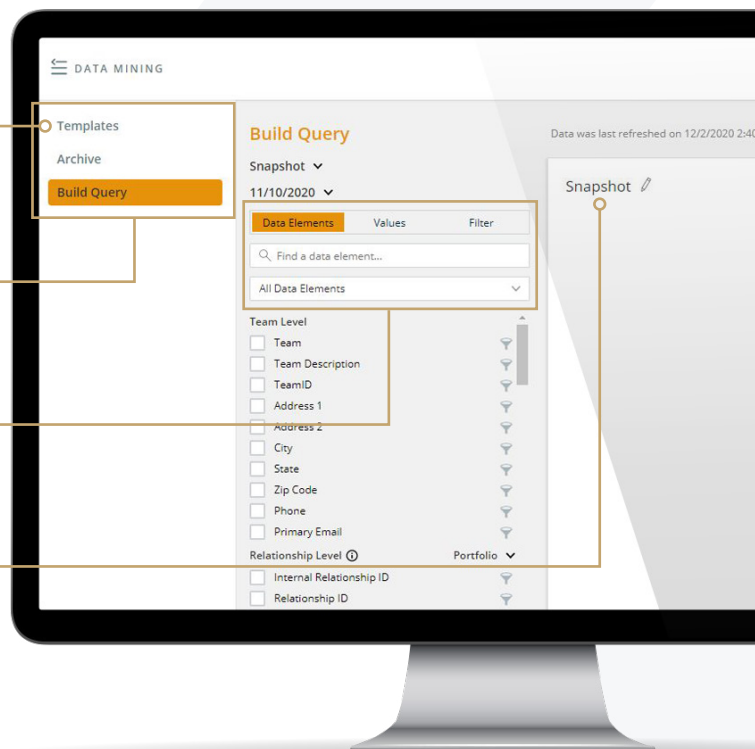 DATA MINING
Templates
Archive
Build Query
Build Query
Snapshot
11/10/2020
Data Elements Values Filter
Find a data element...
All Data Elements
Team Level
Team
Team Description
TeamID
Address 1
Address 2
City
State
Zip Code
Phone
Primary Email
Relationship Level Portfolio
Internal Relationship ID
Relationship ID
Data was last refreshed on 12/2/2020 2:40
Snapshot